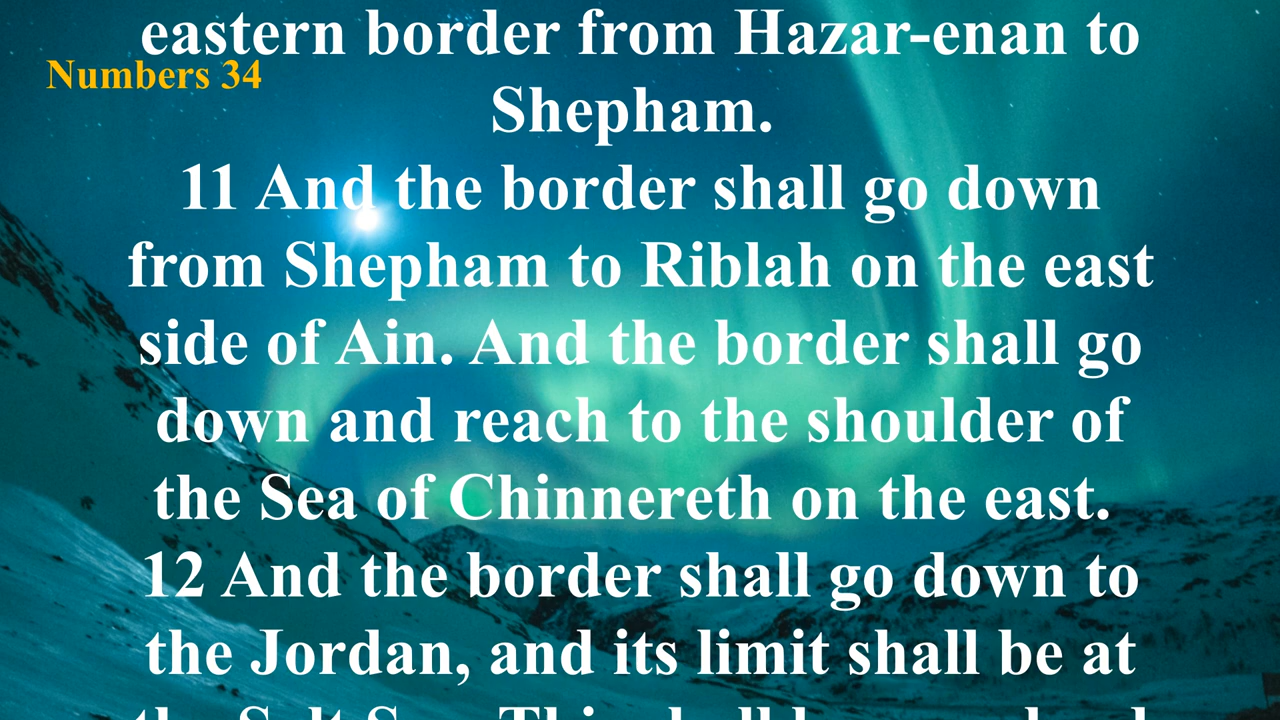 eastern border from Hazar-enan to
Numbers 34
Shepham.
11 And the border shall go down
from Shepham to Riblah on the east
side of Ain. And the border shall go
down and reach to the shoulder of
the Sea of Chinnereth on the east.
12 And the border shall go down to
the Jordan, and its limit shall be at